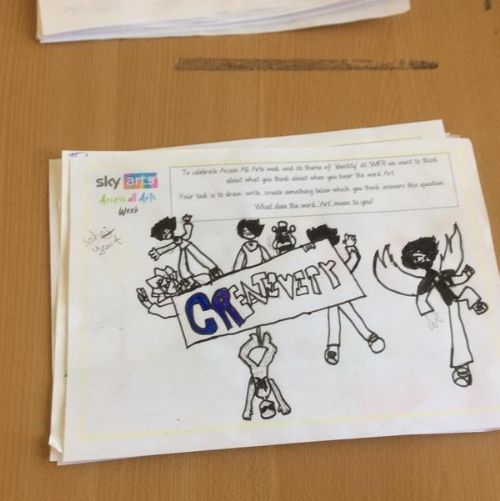 sky arts
Access all Arts
Week
To celebrate Access All Arts week and its theme of 'Identity' at SMFR we want to think
about what you think about when you hear the word Art.
Your task is to draw, write, create something below which you think answers this question.
What does the word 'Art' mean to you?
CREATIVITY